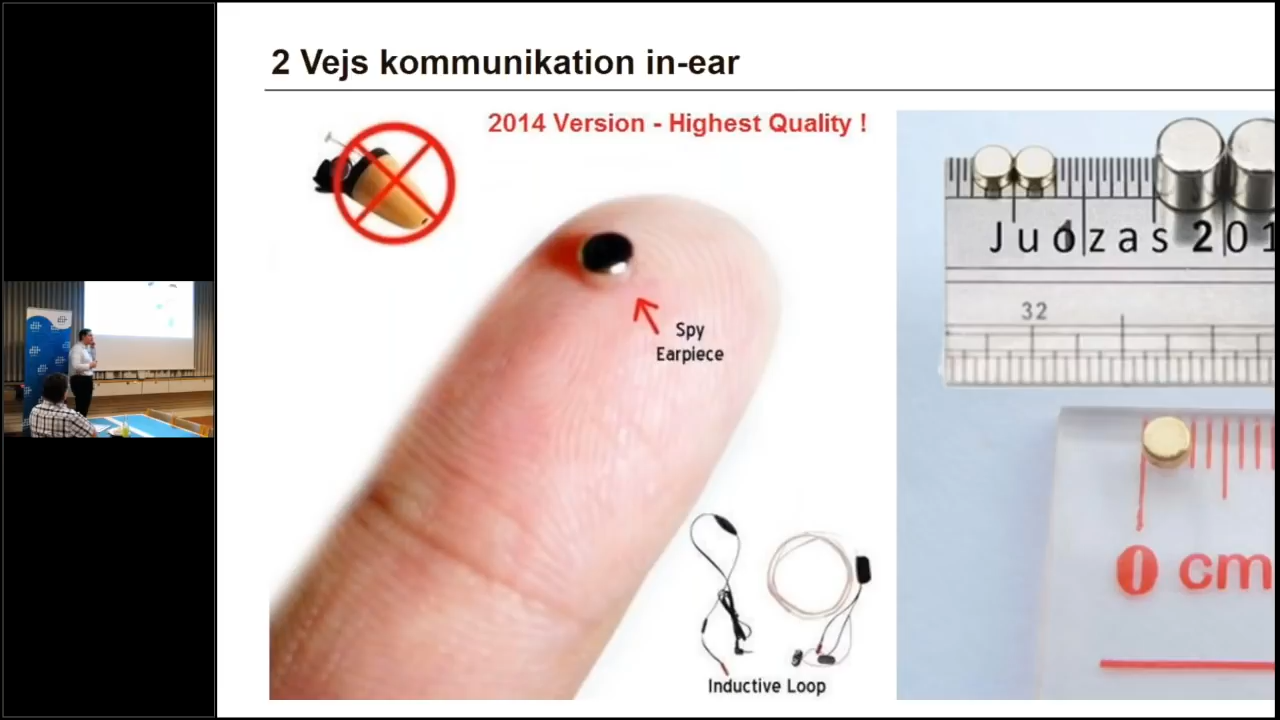 2 Vejs kommunikation in-ear
2014 Version - Highest Quality !
Spy
Earpiece
Inductive Loop
Juozas 201
32
0 cm